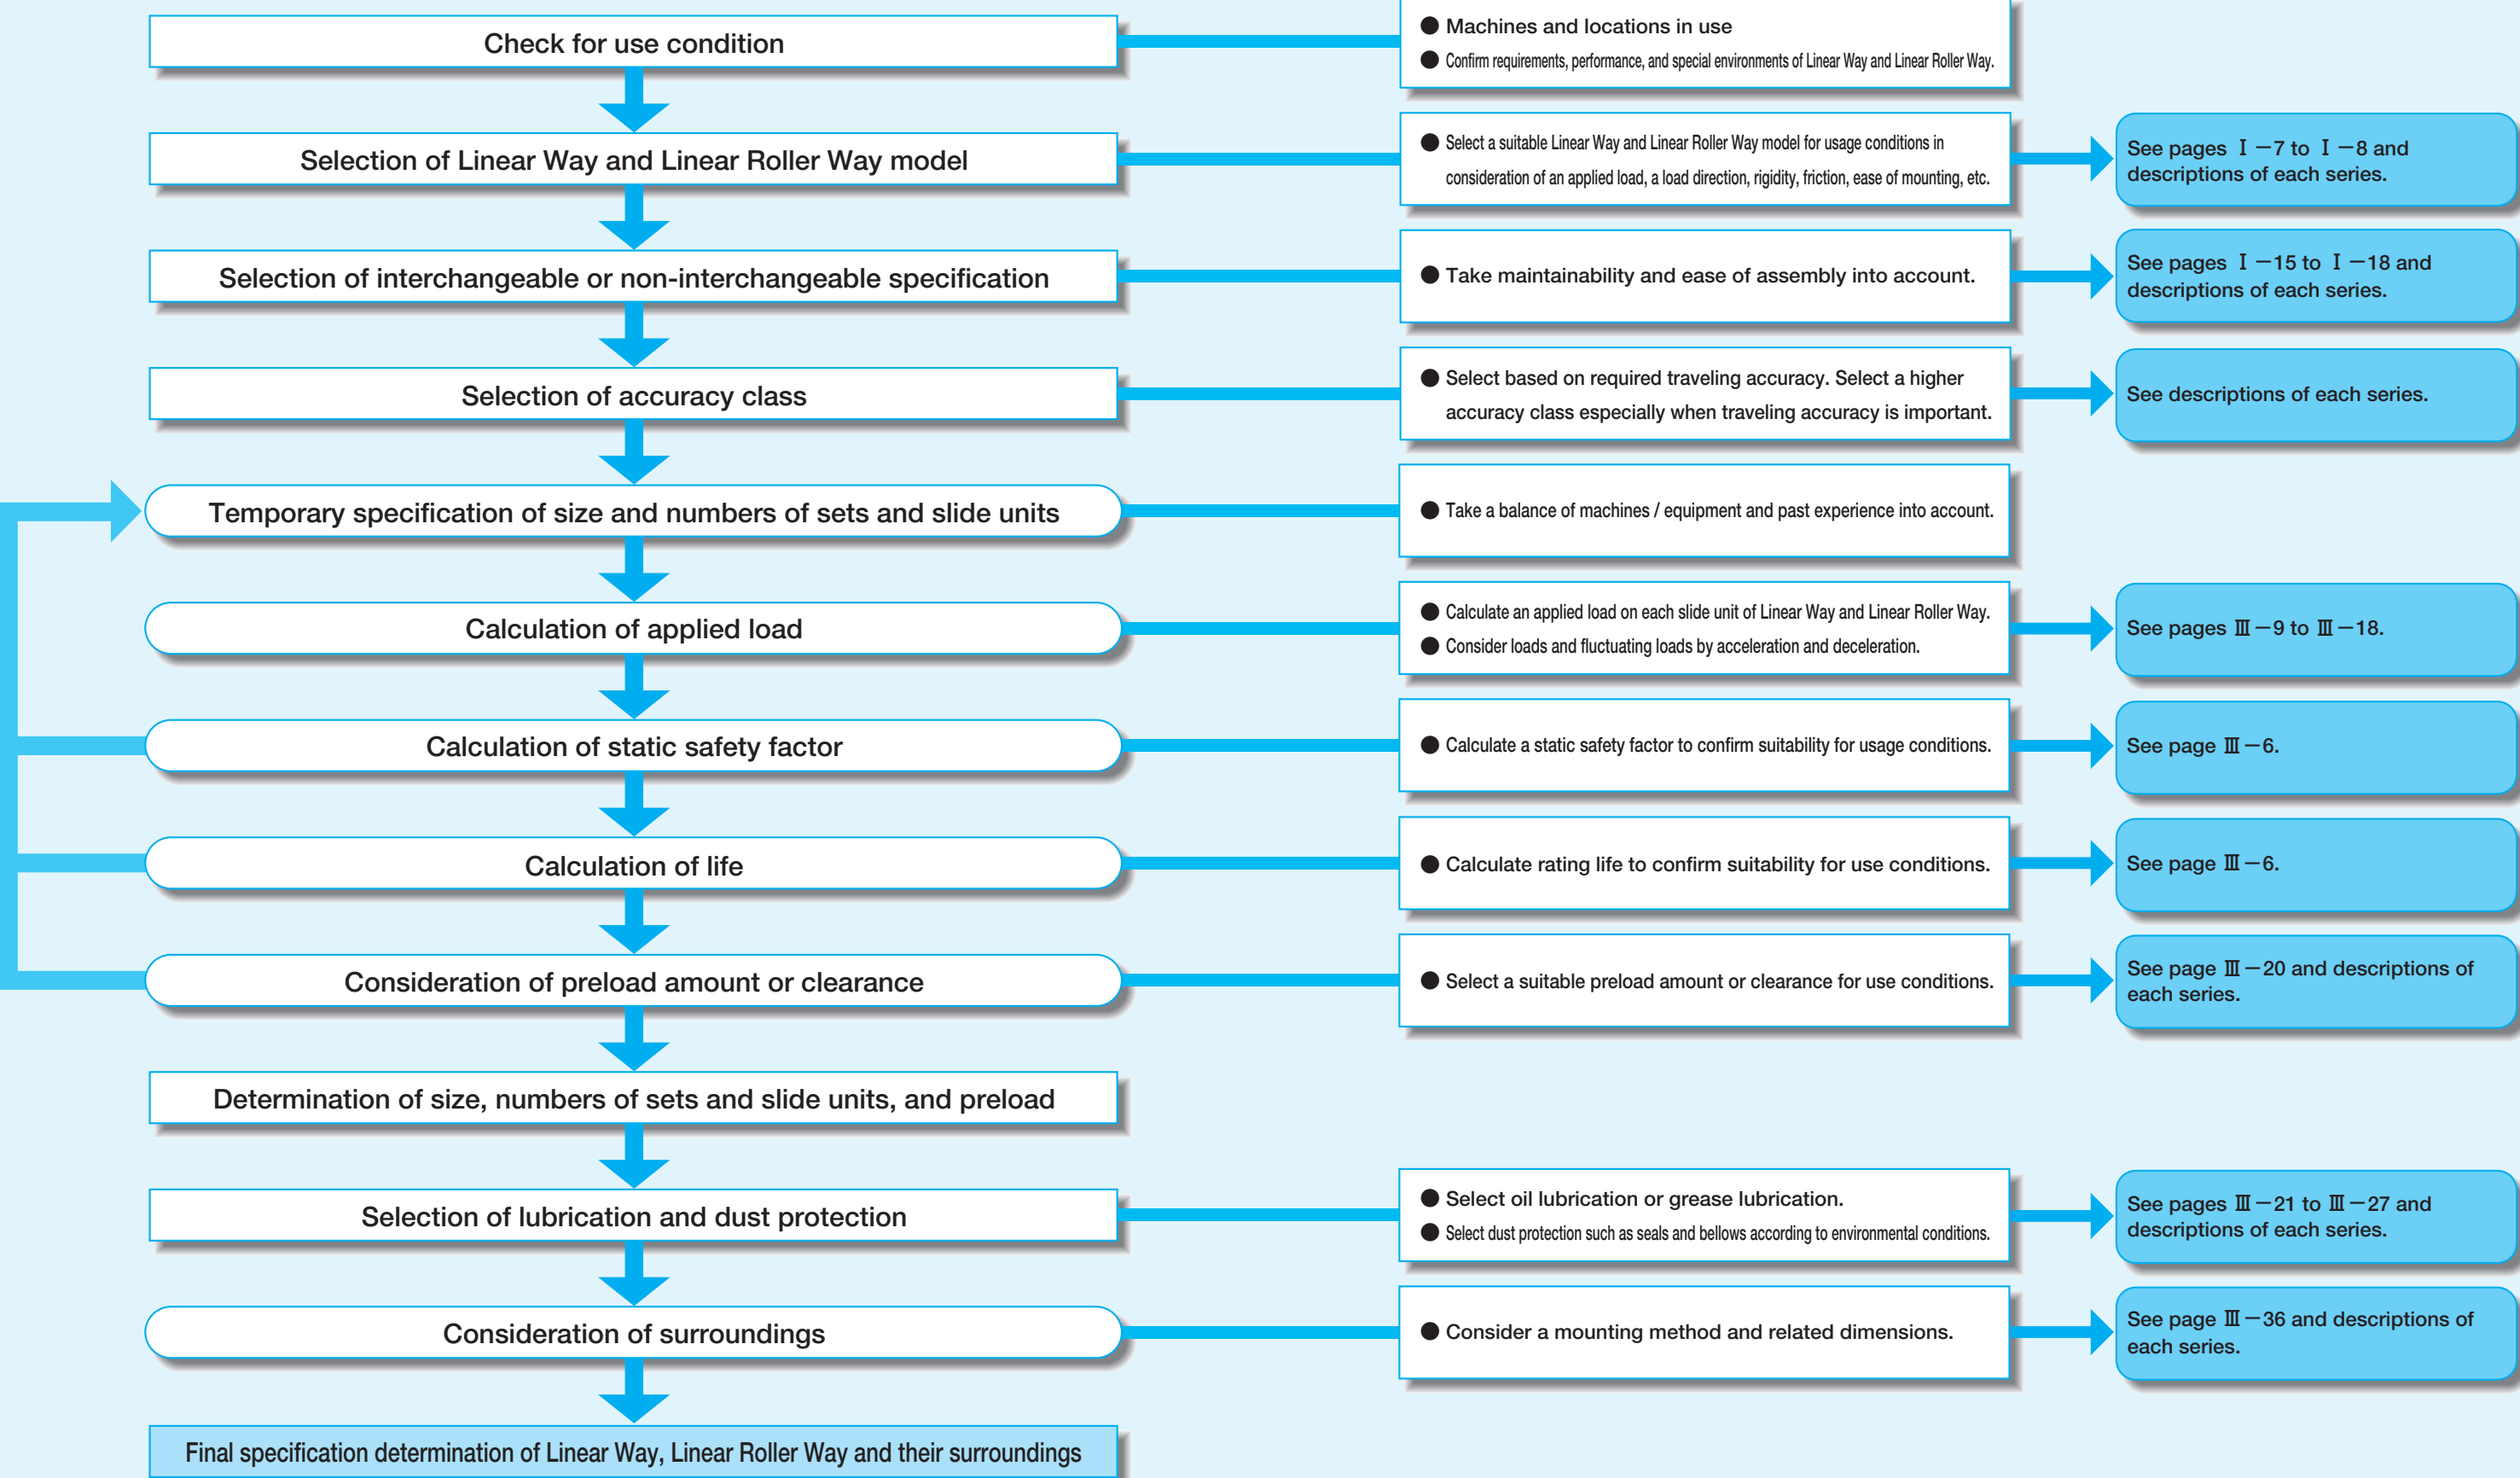 Check for use condition
● Machines and locations in use
● Confirm requirements, performance, and special environments of Linear Way and Linear Roller Way.
Selection of Linear Way and Linear Roller Way model
● Select a suitable Linear Way and Linear Roller Way model for usage conditions in
consideration of an applied load, a load direction, rigidity, friction, ease of mounting, etc.
See pages Ⅰ－7 to Ⅰ－8 and
descriptions of each series.
Selection of interchangeable or non-interchangeable specification
● Take maintainability and ease of assembly into account.
See pages Ⅰ－15 to Ⅰ－18 and
descriptions of each series.
Selection of accuracy class
● Select based on required traveling accuracy. Select a higher
accuracy class especially when traveling accuracy is important.
See descriptions of each series.
Temporary specification of size and numbers of sets and slide units
● Take a balance of machines / equipment and past experience into account.
Calculation of applied load
● Calculate an applied load on each slide unit of Linear Way and Linear Roller Way.
● Consider loads and fluctuating loads by acceleration and deceleration.
See pages Ⅲ－9 to Ⅲ－18.
Calculation of static safety factor
● Calculate a static safety factor to confirm suitability for usage conditions.
See page Ⅲ－6.
Calculation of life
● Calculate rating life to confirm suitability for use conditions.
See page Ⅲ－6.
Consideration of preload amount or clearance
● Select a suitable preload amount or clearance for use conditions.
See page Ⅲ－20 and descriptions of
each series.
Determination of size, numbers of sets and slide units, and preload
Selection of lubrication and dust protection
● Select oil lubrication or grease lubrication.
● Select dust protection such as seals and bellows according to environmental conditions.
See pages Ⅲ－21 to Ⅲ－27 and
descriptions of each series.
Consideration of surroundings
● Consider a mounting method and related dimensions.
See page Ⅲ－36 and descriptions of
each series.
Final specification determination of Linear Way, Linear Roller Way and their surroundings